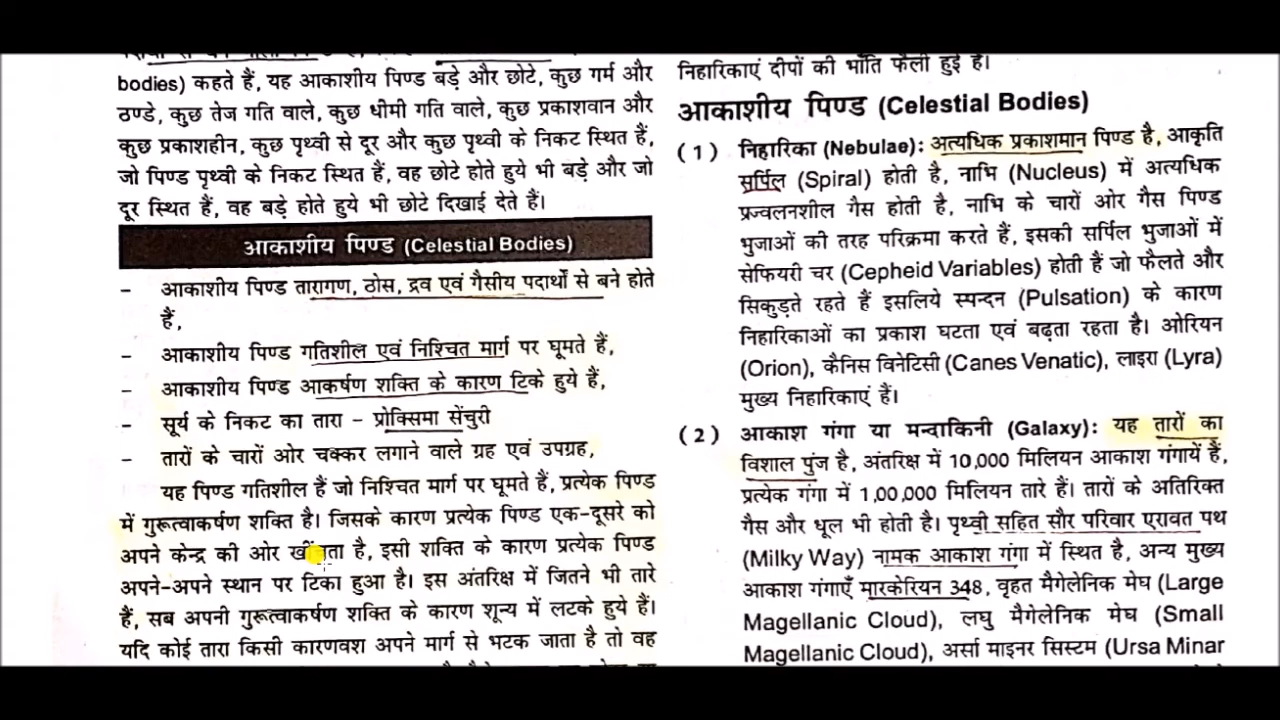 bodies) कहते हैं, यह आकाशीय पिण्ड बड़े और छोटे, कुछ गर्म और
ठण्डे, कुछ तेज गति वाले, कुछ धीमी गति वाले, कुछ प्रकाशवान और
कुछ प्रकाशहीन, कुछ पृथ्वी से दूर और कुछ पृथ्वी के निकट स्थित हैं,
जो पिण्ड पृथ्वी के निकट स्थित हैं, वह छोटे होते हुये भी बड़े और जो
दूर स्थित हैं, वह बड़े होते हुये भी छोटे दिखाई देते हैं।
आकाशीय पिण्ड (Celestial Bodies)
- आकाशीय पिण्ड तारागण, ठोस, द्रव एवं गैसीय पदार्थों से बने होते
हैं,
- आकाशीय पिण्ड गतिशील एवं निश्चित मार्ग पर घूमते हैं,
- आकाशीय पिण्ड आकर्षण शक्ति के कारण टिके हुये हैं,
- सूर्य के निकट का तारा - प्रोक्सिमा सेंचुरी
- तारों के चारों ओर चक्कर लगाने वाले ग्रह एवं उपग्रह,
यह पिण्ड गतिशील हैं जो निश्चित मार्ग पर घूमते हैं, प्रत्येक पिण्ड
में गुरूत्वाकर्षण शक्ति है। जिसके कारण प्रत्येक पिण्ड एक-दूसरे को
अपने केन्द्र की ओर खींचता है, इसी शक्ति के कारण प्रत्येक पिण्ड
अपने-अपने स्थान पर टिका हुआ है। इस अंतरिक्ष में जितने भी तारे
हैं, सब अपनी गुरूत्वाकर्षण शक्ति के कारण शून्य में लटके हुये हैं।
यदि कोई तारा किसी कारणवश अपने मार्ग से भटक जाता है तो वह
निहारिकाएं दीपों की भाँति फैली हुई हैं।
आकाशीय पिण्ड (Celestial Bodies)
(1) निहारिका (Nebulae): अत्यधिक प्रकाशमान पिण्ड है, आकृति
सर्पिल (Spiral) होती है, नाभि (Nucleus) में अत्यधिक
प्रज्वलनशील गैस होती है, नाभि के चारों ओर गैस पिण्ड
भुजाओं की तरह परिक्रमा करते हैं, इसकी सर्पिल भुजाओं में
सेफियरी चर (Cepheid Variables) होती हैं जो फैलते और
सिकुड़ते रहते हैं इसलिये स्पन्दन (Pulsation) के कारण
निहारिकाओं का प्रकाश घटता एवं बढ़ता रहता है। ओरियन
(Orion), कैनिस विनेटिसी (Canes Venatic), लाइरा (Lyra)
मुख्य निहारिकाएं हैं।
(2) आकाश गंगा या मन्दाकिनी (Galaxy): यह तारों का
विशाल पुंज है, अंतरिक्ष में 10,000 मिलियन आकाश गंगायें हैं,
प्रत्येक गंगा में 1,00,000 मिलियन तारे हैं। तारों के अतिरिक्त
गैस और धूल भी होती है। पृथ्वी सहित सौर परिवार एरावत पथ
(Milky Way) नामक आकाश गंगा में स्थित है, अन्य मुख्य
आकाश गंगाएँ मारकेरियन 348, वृहत मैगेलेनिक मेघ (Large
Magellanic Cloud), लघु मैगेलेनिक मेघ (Small
Magellanic Cloud), अर्सा माइनर सिस्टम (Ursa Minar